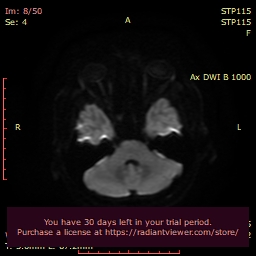 Im: 8/50
Se: 4
A
STP115
STP115
F
Ax DWI B 1000
R
L
You have 30 days left in your trial period.
Purchase a license at https://radiantviewer.com/store/